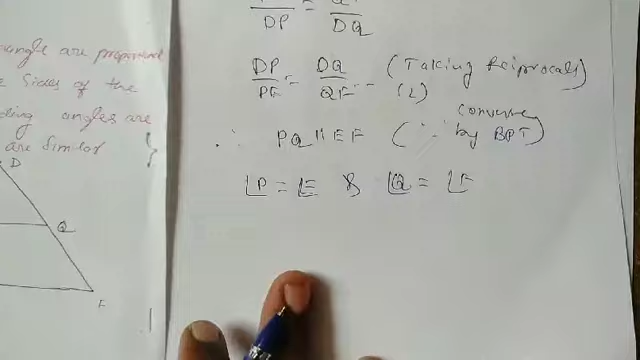 angle are proportional
e sides of the
ding angles are
are similar }
D
Q
F
DP = DQ
DP/PE = DQ/QF - (2) (Taking Reiprocals)
∴ PQ || EF (∵ converse by BPT)
∠P = ∠E & ∠Q = ∠F